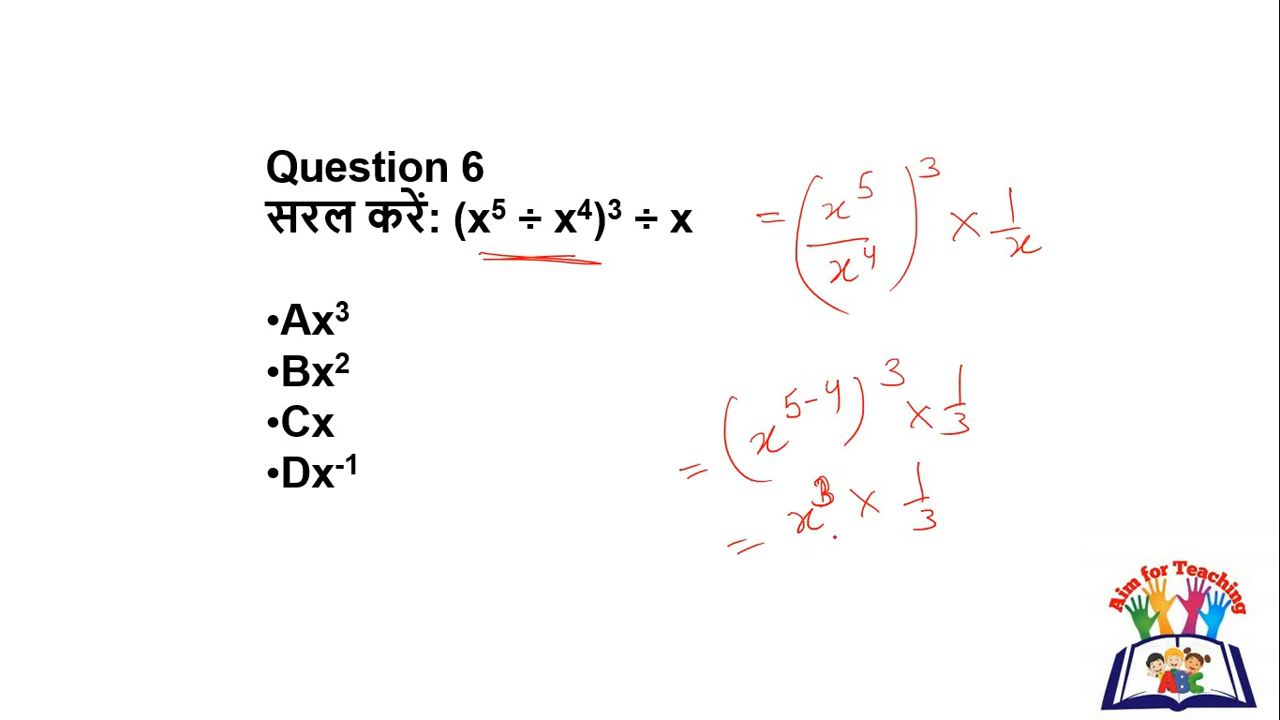 Question 6
सरल करें: (x⁵ ÷ x⁴)³ ÷ x
•Ax³
•Bx²
•Cx
•Dx⁻¹
= (x⁵/x⁴)³ × 1/x
= (x⁵⁻⁴)³ × 1/3
= x³ × 1/3
Aim for Teaching
ABC